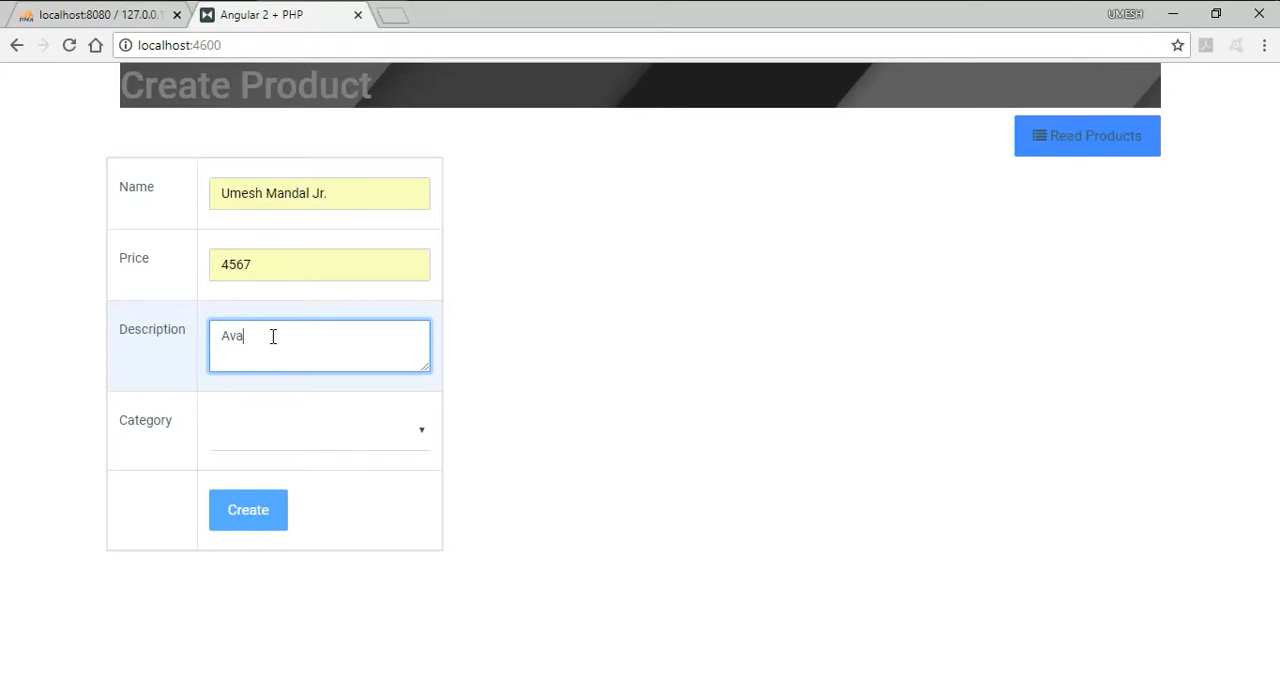 localhost:8080 / 127.0.0.1
Angular 2 + PHP
UMESH
localhost:4600
Create Product
Read Products
Name
Umesh Mandal Jr.
Price
4567
Description
Ava
Category
Create